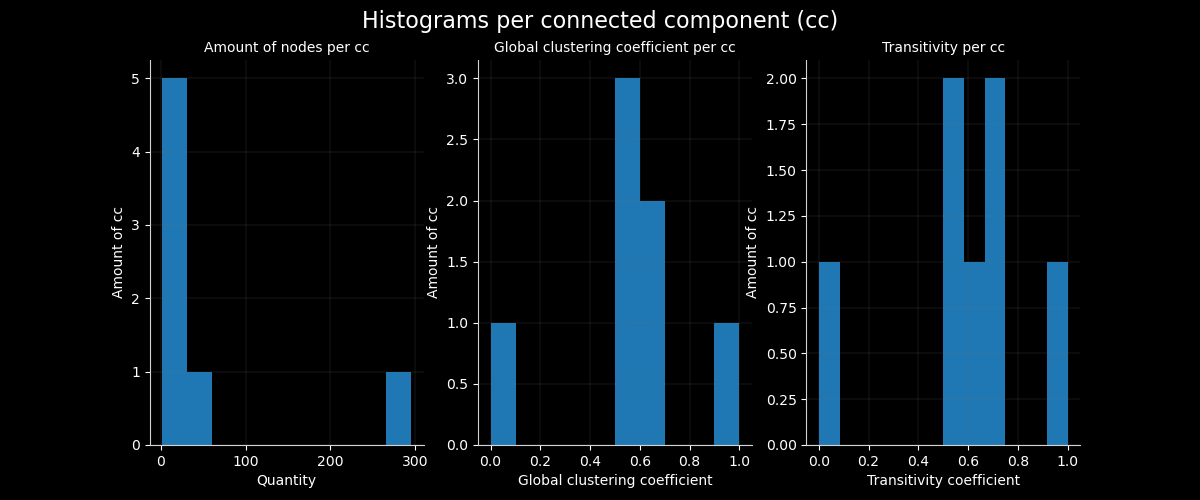 Histograms per connected component (cc)
Amount of nodes per cc
5
4
3
2
1
0
Amount of cc
0 100 200 300
Quantity
Global clustering coefficient per cc
3.0
2.5
2.0
1.5
1.0
0.5
0.0
Amount of cc
0.0 0.2 0.4 0.6 0.8 1.0
Global clustering coefficient
Transitivity per cc
2.00
1.75
1.50
1.25
1.00
0.75
0.50
0.25
0.00
Amount of cc
0.0 0.2 0.4 0.6 0.8 1.0
Transitivity coefficient